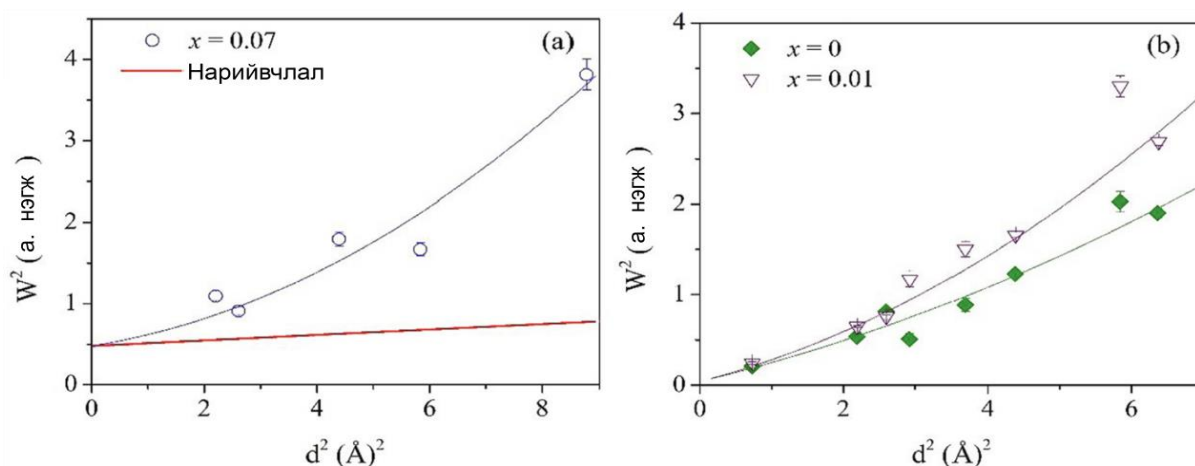 (a)
x = 0.07
Нарийвчлал
4
3
2
1
0
W² (а. нэгж)
0 2 4 6 8
d² (Å)²
(b)
x = 0
x = 0.01
4
3
2
1
0
W² (а. нэгж)
0 2 4 6
d² (Å)²